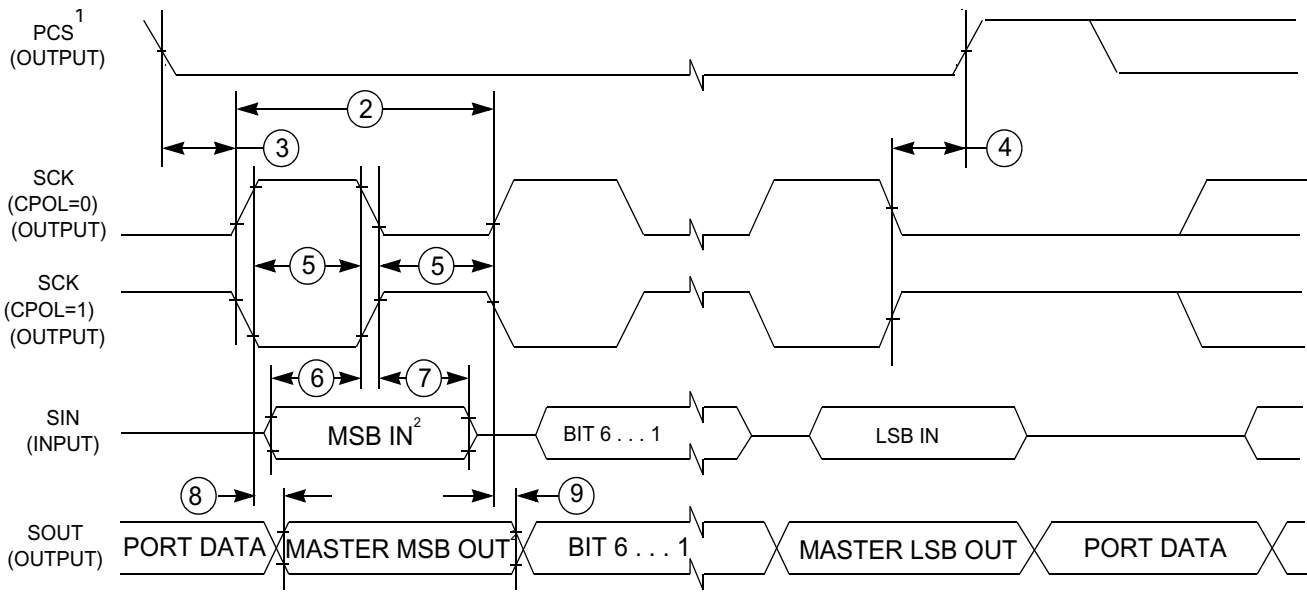 PCS1
(OUTPUT)
2
3
4
SCK
(CPOL=0)
(OUTPUT)
5
5
SCK
(CPOL=1)
(OUTPUT)
6
7
SIN
(INPUT)
MSB IN2
BIT 6 . . . 1
LSB IN
8
9
SOUT
(OUTPUT)
PORT DATA
MASTER MSB OUT2
BIT 6 . . . 1
MASTER LSB OUT
PORT DATA